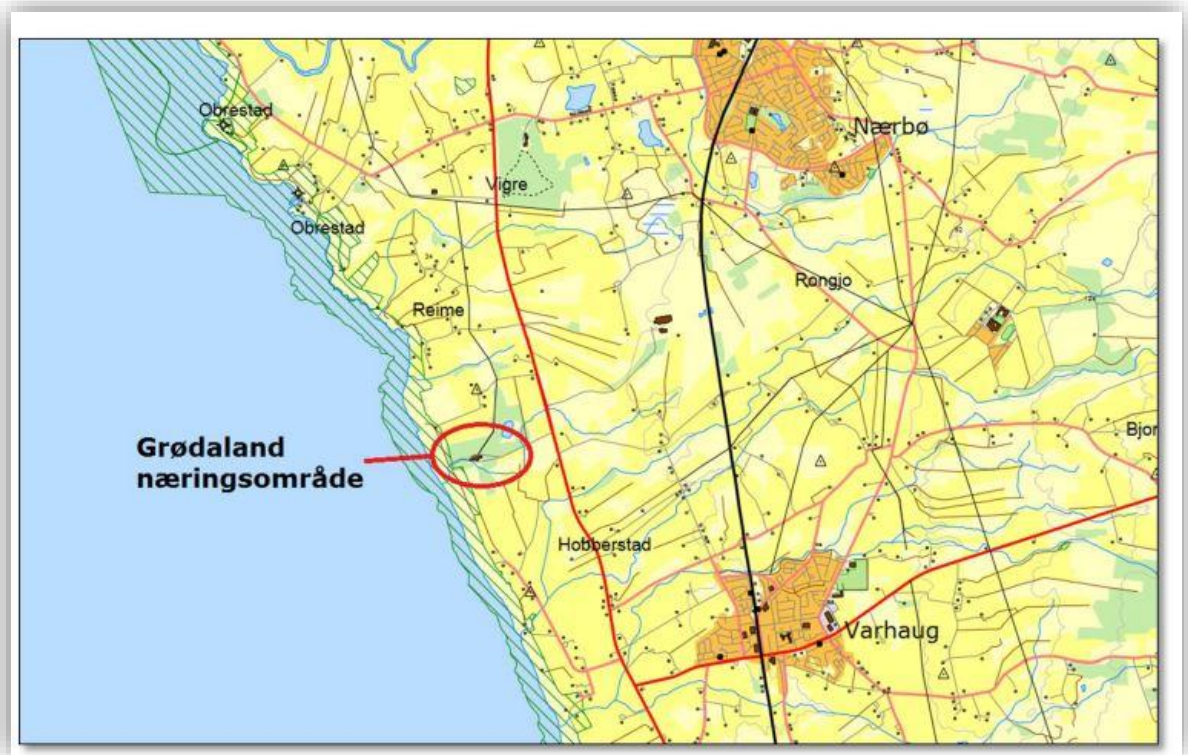 Obrestad
Nærbø
Vigre
Obrestad
Rongjo
Reime
Bjor
Grødaland
næringsområde
Hobberstad
Varhaug